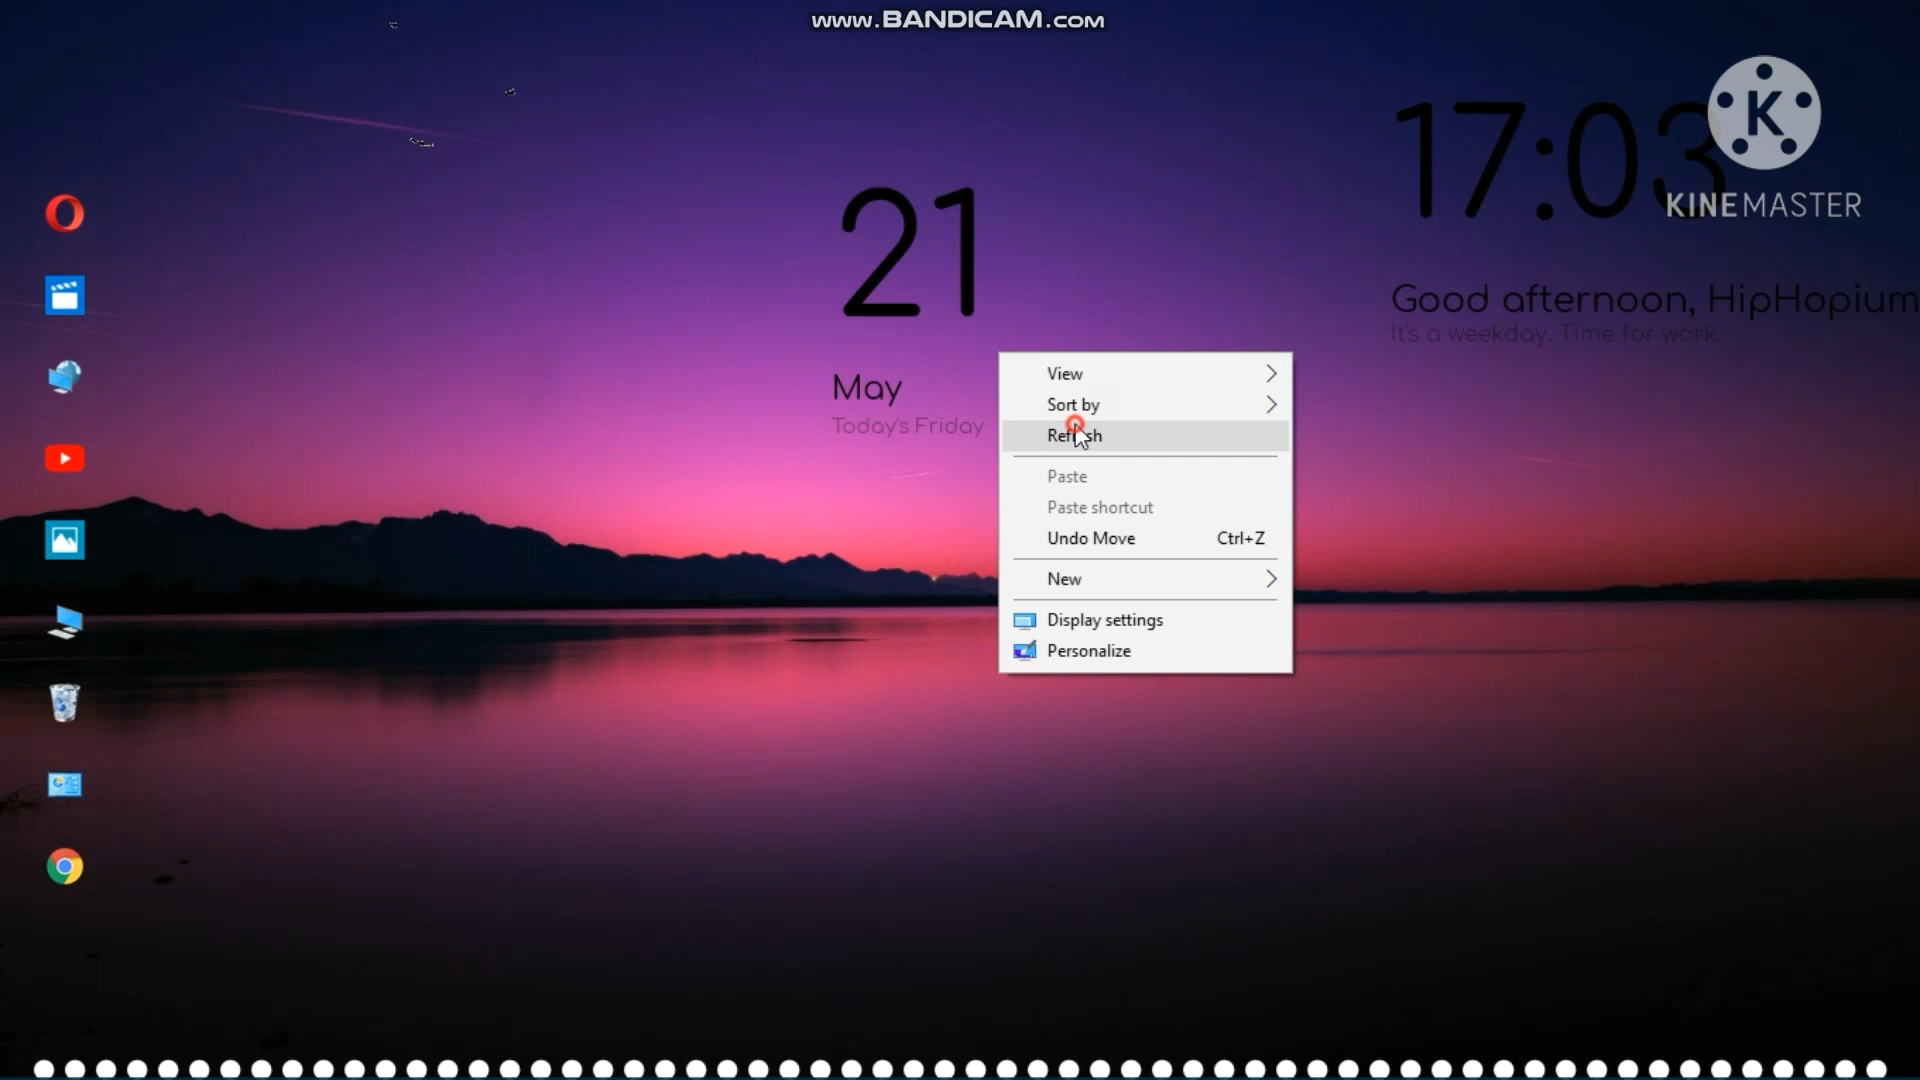 www.BANDICAM.com
17:03
K
KINEMASTER
21
Good afternoon, HipHopium
It's a weekday. Time for work.
May
Today's Friday
View
Sort by
Refresh
Paste
Paste shortcut
Undo Move Ctrl+Z
New
Display settings
Personalize